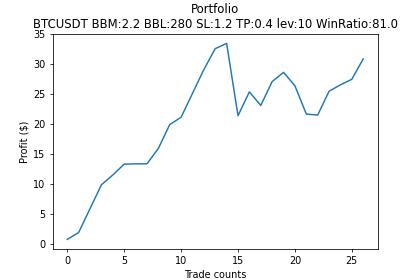 Portfolio
BTCUSDT BBM:2.2 BBL:280 SL:1.2 TP:0.4 lev:10 WinRatio:81.0
35
30
25
20
15
10
5
0
Profit ($)
0 5 10 15 20 25
Trade counts